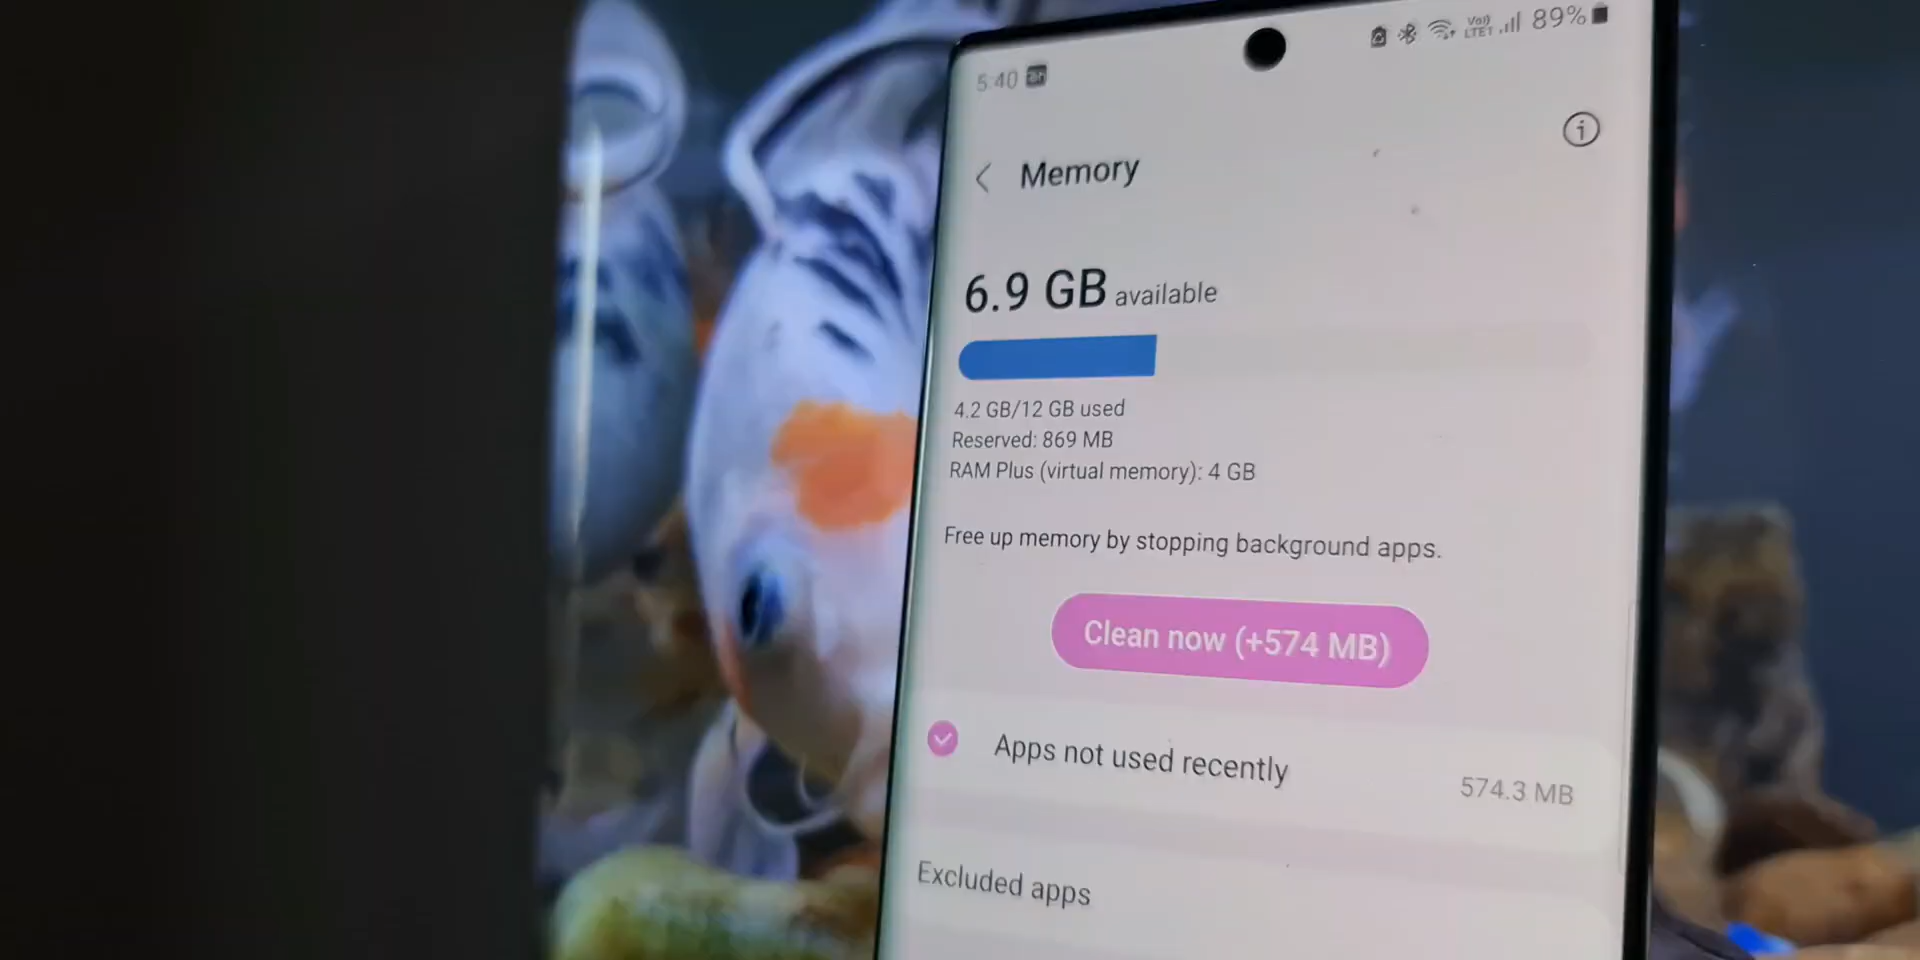 5:40
Vo)) LTE1 89%
Memory
6.9 GB available
4.2 GB/12 GB used
Reserved: 869 MB
RAM Plus (virtual memory): 4 GB
Free up memory by stopping background apps.
Clean now (+574 MB)
Apps not used recently
574.3 MB
Excluded apps